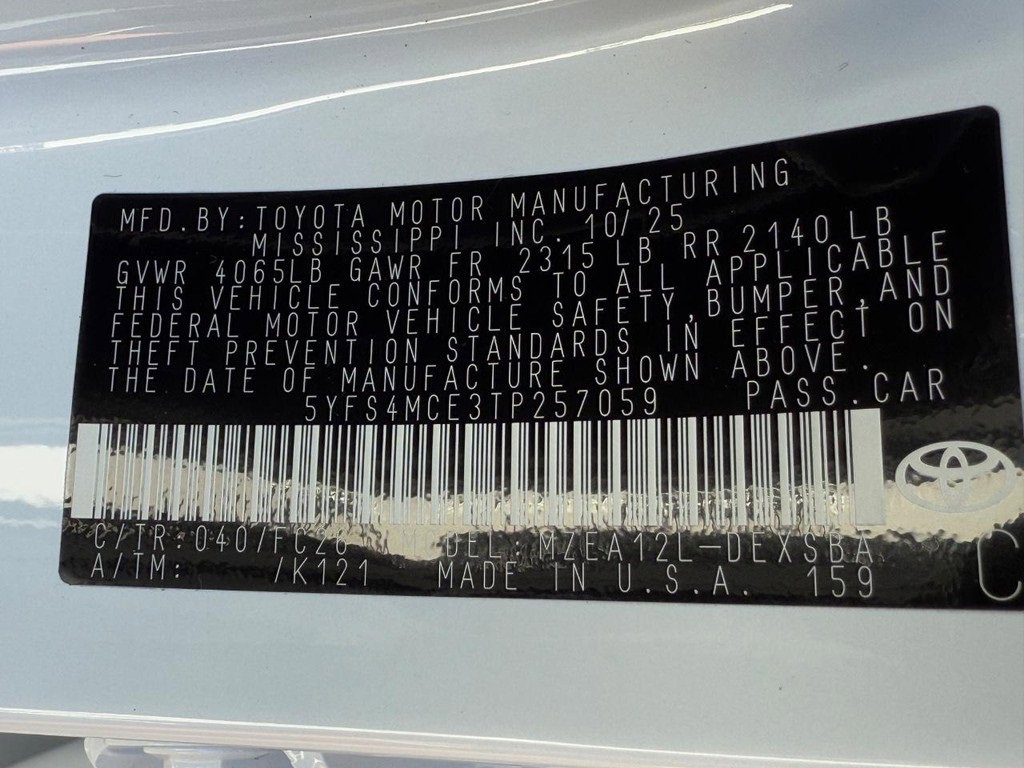 MFD.BY:TOYOTA MOTOR MANUFACTURING
MISSISSIPPI INC. 10/25
GVWR 4065LB GAWR FR 2315 LB RR 2140 LB
THIS VEHICLE CONFORMS TO ALL APPLICABLE
FEDERAL MOTOR VEHICLE SAFETY,BUMPER,AND
THEFT PREVENTION STANDARDS IN EFFECT ON
THE DATE OF MANUFACTURE SHOWN ABOVE.
5YFS4MCE3TP257059 PASS.CAR
C/TR:040/FC26 MODEL:MZEA12L-DEXSBA
A/TM: /K121 MADE IN U.S.A. 159
C